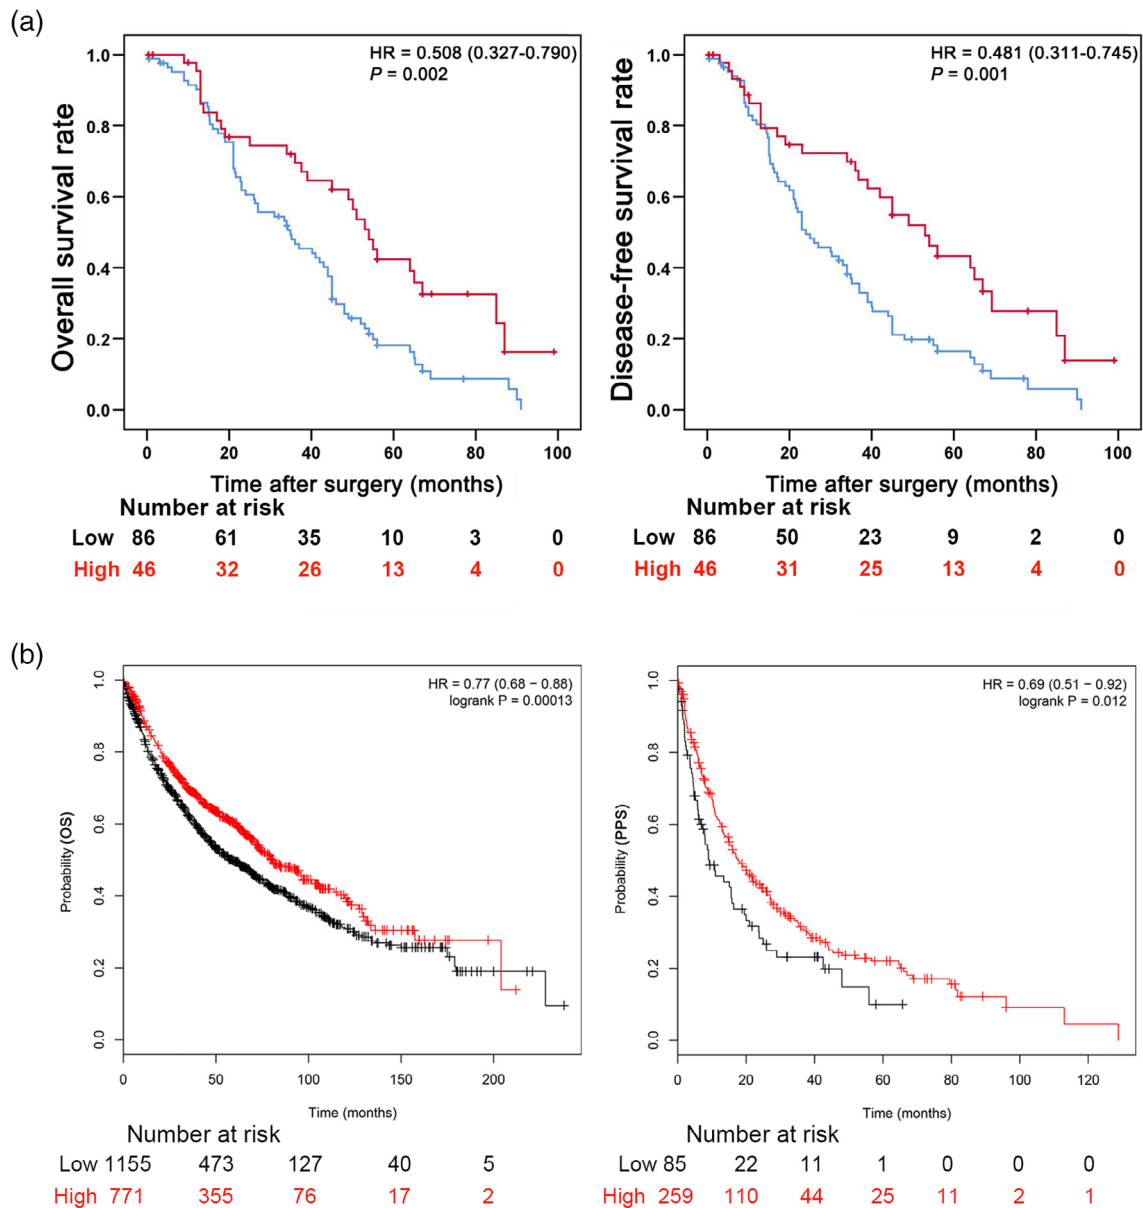 (a)
HR = 0.508 (0.327-0.790)
P = 0.002
Overall survival rate
1.0
0.8
0.6
0.4
0.2
0.0
0 20 40 60 80 100
Time after surgery (months)
Number at risk
Low 86 61 35 10 3 0
High 46 32 26 13 4 0
HR = 0.481 (0.311-0.745)
P = 0.001
Disease-free survival rate
1.0
0.8
0.6
0.4
0.2
0.0
0 20 40 60 80 100
Time after surgery (months)
Number at risk
Low 86 50 23 9 2 0
High 46 31 25 13 4 0
(b)
HR = 0.77 (0.68 − 0.88)
logrank P = 0.00013
Probability (OS)
1.0
0.8
0.6
0.4
0.2
0.0
0 50 100 150 200
Time (months)
Number at risk
Low 1155 473 127 40 5
High 771 355 76 17 2
HR = 0.69 (0.51 − 0.92)
logrank P = 0.012
Probability (PPS)
1.0
0.8
0.6
0.4
0.2
0.0
0 20 40 60 80 100 120
Time (months)
Number at risk
Low 85 22 11 1 0 0 0
High 259 110 44 25 11 2 1